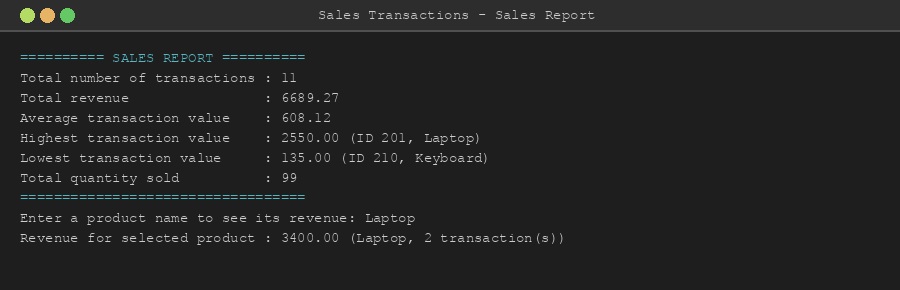 Sales Transactions - Sales Report
========== SALES REPORT ==========
Total number of transactions : 11
Total revenue                : 6689.27
Average transaction value    : 608.12
Highest transaction value    : 2550.00 (ID 201, Laptop)
Lowest transaction value     : 135.00 (ID 210, Keyboard)
Total quantity sold          : 99
==================================
Enter a product name to see its revenue: Laptop
Revenue for selected product : 3400.00 (Laptop, 2 transaction(s))